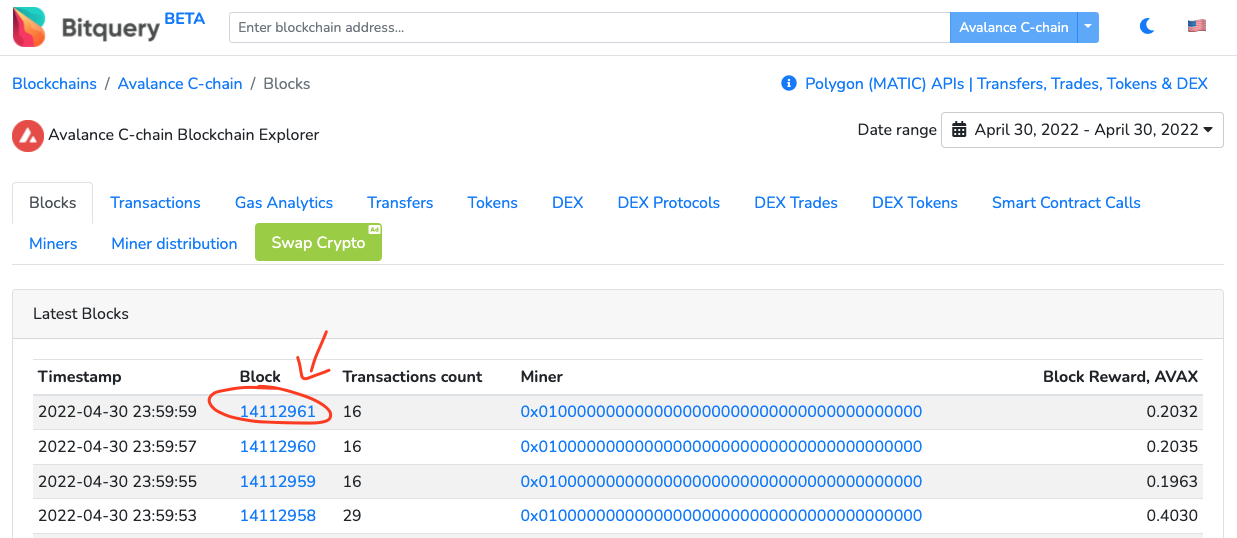 Bitquery BETA
Enter blockchain address...
Avalance C-chain
Blockchains / Avalance C-chain / Blocks
Polygon (MATIC) APIs | Transfers, Trades, Tokens & DEX
Avalance C-chain Blockchain Explorer
Date range April 30, 2022 - April 30, 2022
Blocks Transactions Gas Analytics Transfers Tokens DEX DEX Protocols DEX Trades DEX Tokens Smart Contract Calls
Miners Miner distribution Swap Crypto Ad
Latest Blocks
Timestamp Block Transactions count Miner Block Reward, AVAX
2022-04-30 23:59:59 14112961 16 0x0100000000000000000000000000000000000000 0.2032
2022-04-30 23:59:57 14112960 16 0x0100000000000000000000000000000000000000 0.2035
2022-04-30 23:59:55 14112959 16 0x0100000000000000000000000000000000000000 0.1963
2022-04-30 23:59:53 14112958 29 0x0100000000000000000000000000000000000000 0.4030